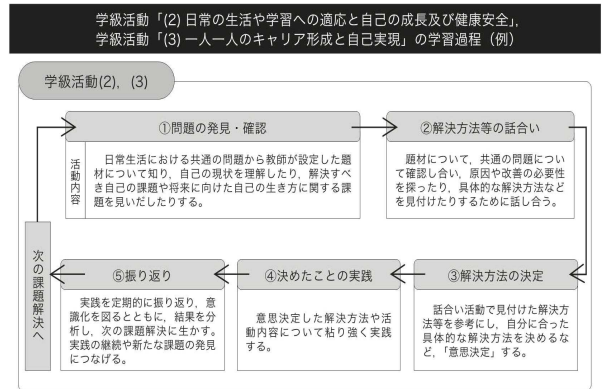 学級活動「(2) 日常の生活や学習への適応と自己の成長及び健康安全」,
学級活動「(3) 一人一人のキャリア形成と自己実現」の学習過程（例）
学級活動(2), (3)
①問題の発見・確認
活動内容
日常生活における共通の問題から教師が設定した題
材について知り，自己の現状を理解したり，解決すべ
き自己の課題や将来に向けた自己の生き方に関する課
題を見いだしたりする。
②解決方法等の話合い
題材について，共通の問題につい
て確認し合い，原因や改善の必要性
を探ったり，具体的な解決方法など
を見付けたりするために話し合う。
③解決方法の決定
話合い活動で見付けた解決方
法等を参考にし，自分に合った
具体的な解決方法を決めるな
ど，「意思決定」する。
④決めたことの実践
意思決定した解決方法や活
動内容について粘り強く実践
する。
⑤振り返り
実践を定期的に振り返り，意
識化を図るとともに，結果を分
析し，次の課題解決に生かす。
実践の継続や新たな課題の発見
につなげる。
次の課題解決へ